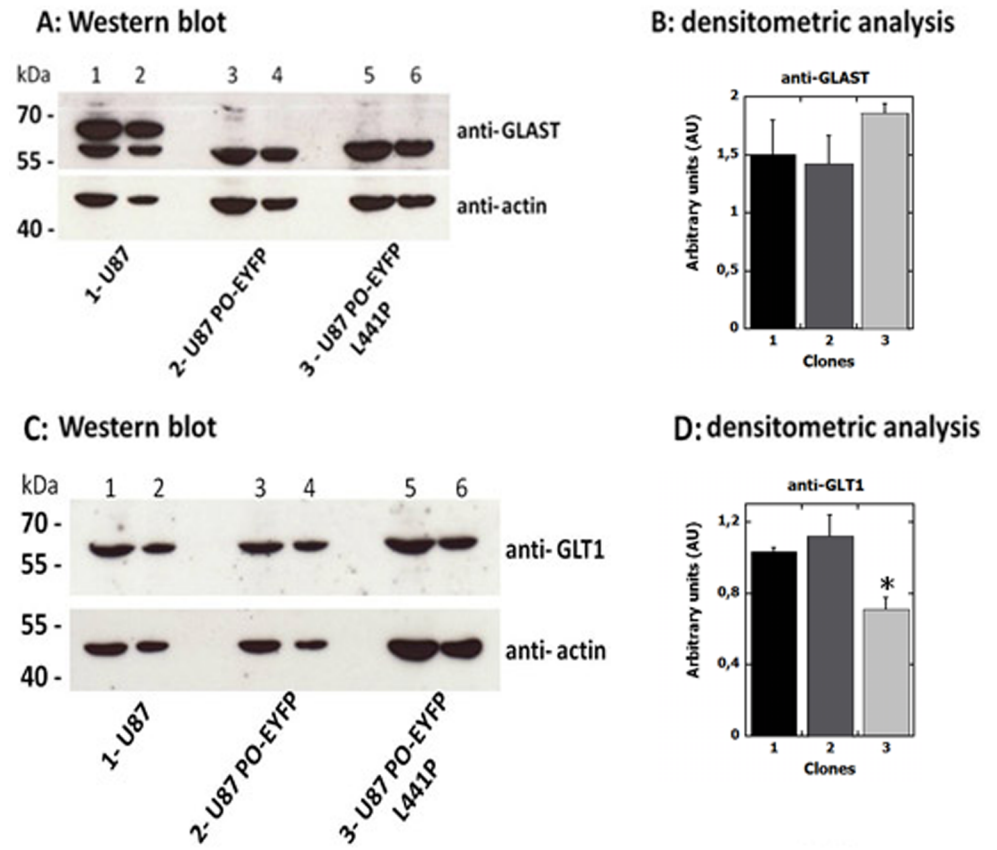 A: Western blot
B: densitometric analysis
kDa 1 2 3 4 5 6
70 -
55 -
anti-GLAST
anti-actin
40 -
1- U87
2- U87 PO-EYFP
3 - U87 PO-EYFP
L441P
anti-GLAST
Arbitrary units (AU)
2
1,5
1
0,5
0
1 2 3
Clones
C: Western blot
D: densitometric analysis
kDa 1 2 3 4 5 6
70 -
55 -
anti- GLT1
55 -
anti- actin
40 -
1- U87
2- U87 PO-EYFP
3- U87 PO-EYFP
L441P
anti-GLT1
Arbitrary units (AU)
1,2
0,8
0,4
0
*
1 2 3
Clones